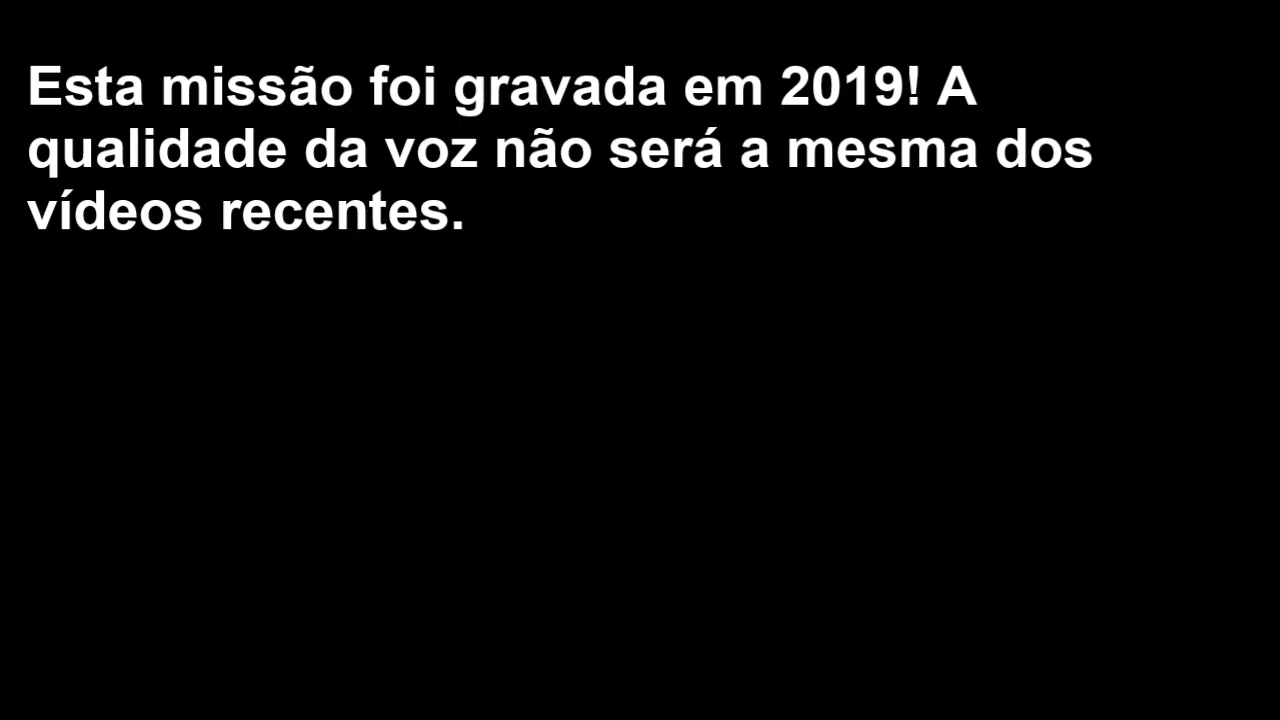 Esta missão foi gravada em 2019! A
qualidade da voz não será a mesma dos
vídeos recentes.